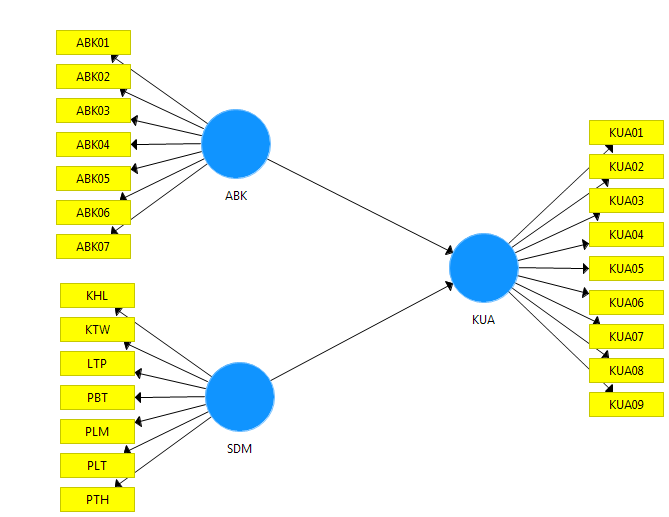 ABK01
ABK02
ABK03
ABK04
ABK05
ABK06
ABK07
ABK
KHL
KTW
LTP
PBT
PLM
PLT
PTH
SDM
KUA
KUA01
KUA02
KUA03
KUA04
KUA05
KUA06
KUA07
KUA08
KUA09